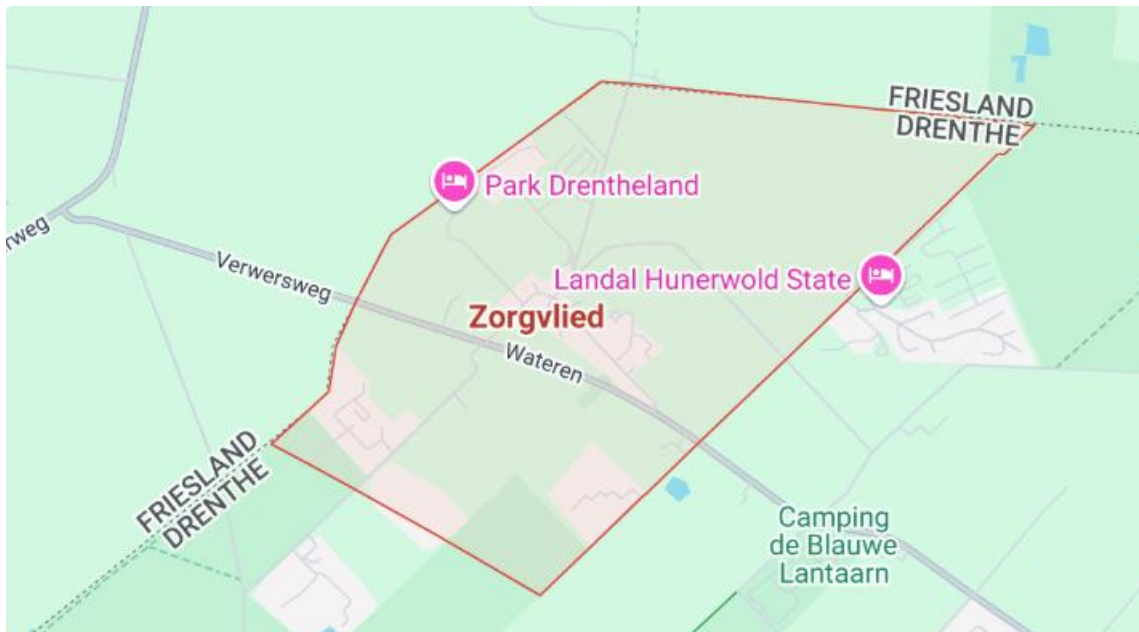 FRIESLAND
DRENTHE
Park Drentheland
rweg
Verwersweg
Landal Hunerwold State
Zorgvlied
Wateren
FRIESLAND
DRENTHE
Camping
de Blauwe
Lantaarn